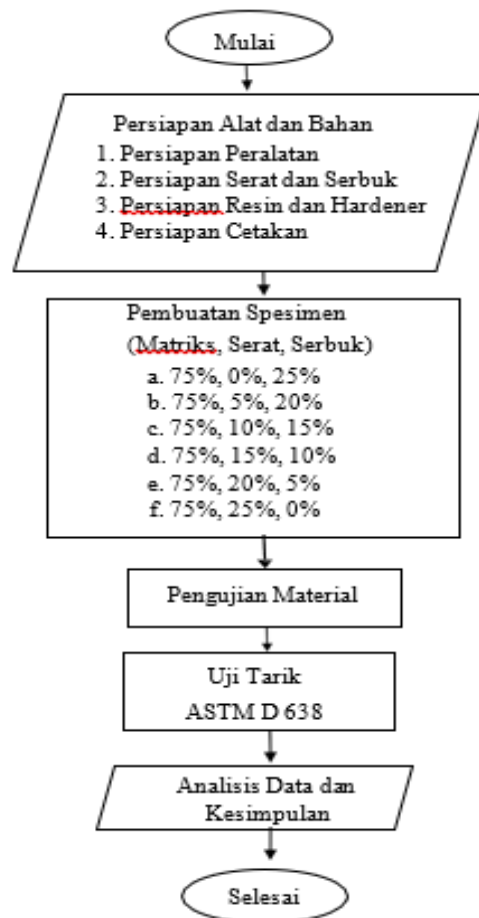 Mulai
Persiapan Alat dan Bahan
1. Persiapan Peralatan
2. Persiapan Serat dan Serbuk
3. Persiapan Resin dan Hardener
4. Persiapan Cetakan
Pembuatan Spesimen
(Matriks, Serat, Serbuk)
a. 75%, 0%, 25%
b. 75%, 5%, 20%
c. 75%, 10%, 15%
d. 75%, 15%, 10%
e. 75%, 20%, 5%
f. 75%, 25%, 0%
Pengujian Material
Uji Tarik
ASTM D 638
Analisis Data dan
Kesimpulan
Selesai